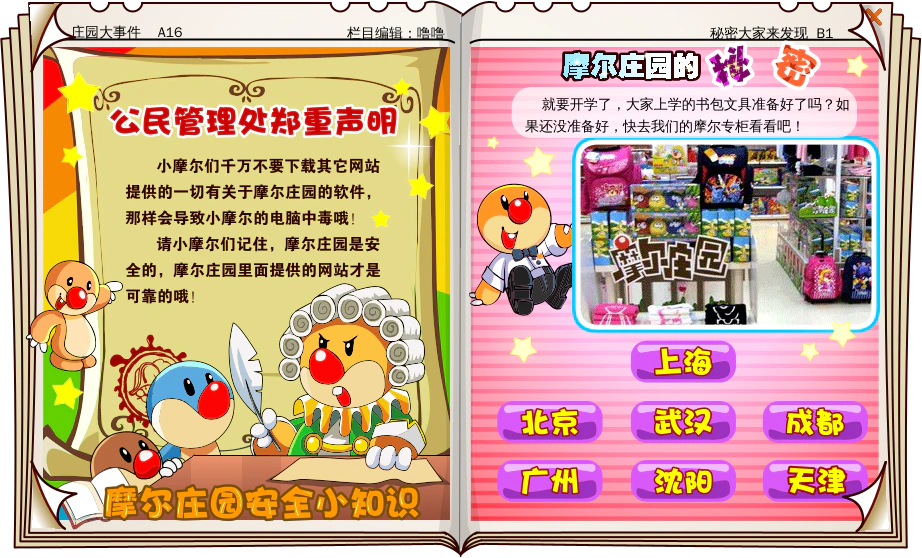 庄园大事件 A16
栏目编辑：噜噜
公民管理处郑重声明
小摩尔们千万不要下载其它网站
提供的一切有关于摩尔庄园的软件，
那样会导致小摩尔的电脑中毒哦！
请小摩尔们记住，摩尔庄园是安
全的，摩尔庄园里面提供的网站才是
可靠的哦！
摩尔庄园安全小知识
秘密大家来发现 B1
摩尔庄园的秘密
就要开学了，大家上学的书包文具准备好了吗？如
果还没准备好，快去我们的摩尔专柜看看吧！
摩尔庄园
上海
北京 武汉 成都
广州 沈阳 天津